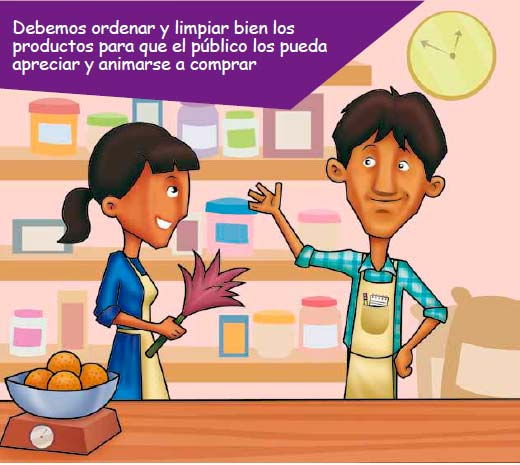 Debemos ordenar y limpiar bien los
productos para que el público los pueda
apreciar y animarse a comprar